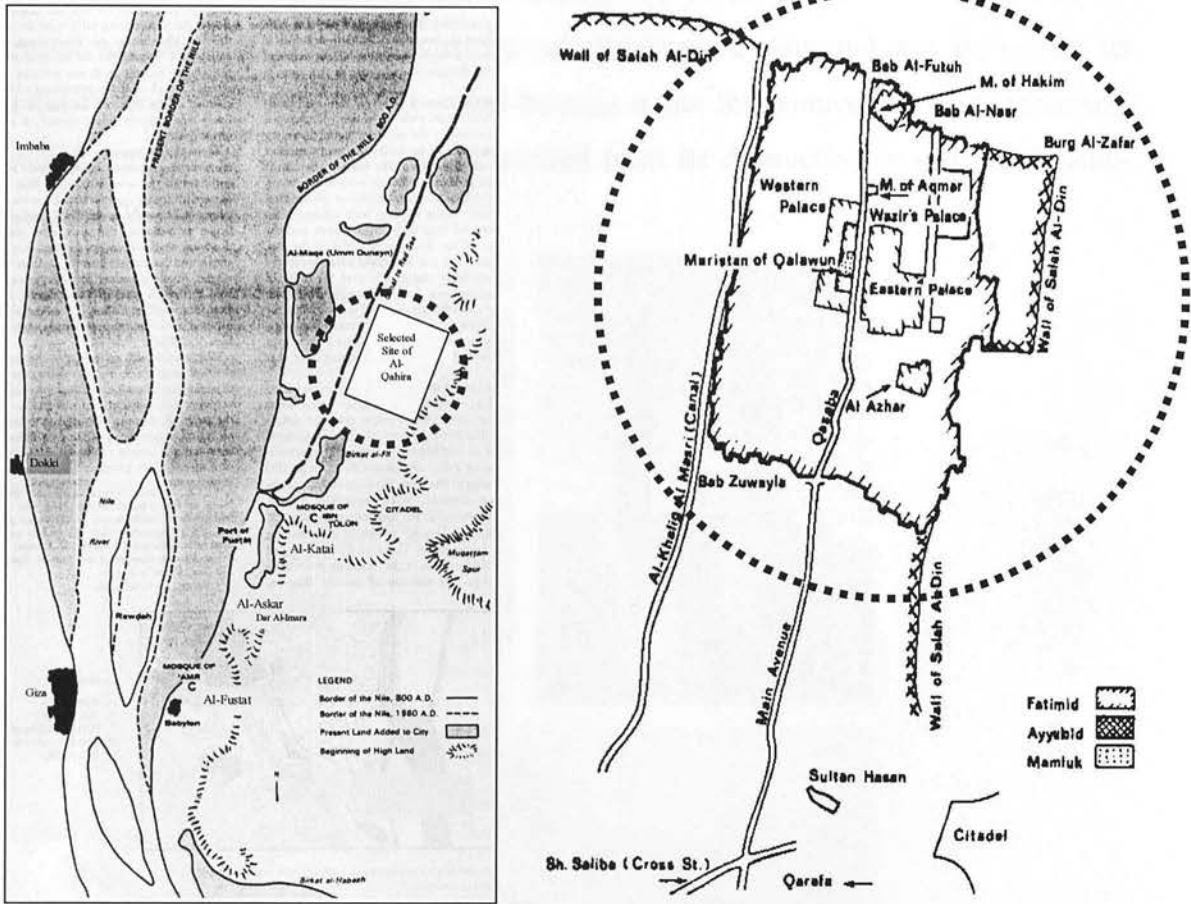 Imbaba
PRESENT BORDER OF THE NILE
BORDER OF THE NILE - 800 A.D.
Al-Maqs (Umm Dunayn)
Selected
Site of
Al-
Qahira
Birkat al-Fil
Dokki
Nile
River
MOSQUE OF
IBN
TŪLŪN
CITADEL
Port of
Fustat
Al-Katai
Muqattam
Spur
Al-Askar
Dar Al-Imara
Rawdah
MOSQUE OF
'AMR
Giza
Al-Fustat
Babylon
LEGEND
Border of the Nile, 800 A.D.
Border of the Nile, 1980 A.D.
Present Land Added to City
Beginning of High Land
N
Birkat al-Habash
Wall of Salah Al-Din
Bab Al-Futuh
M. of Hakim
Bab Al-Nasr
Burg Al-Zafar
Western
Palace
M. of Aqmar
Wazir's Palace
Maristan of Qalawun
Eastern Palace
Wall of Salah Al-Din
Al Azhar
Qasaba
Al-Khalig Al Masri (Canal)
Bab Zuwayla
Main Avenue
Wall of Salah Al-Din
Fatimid
Ayyubid
Mamluk
Sultan Hasan
Citadel
Sh. Saliba (Cross St.)
Qarafa